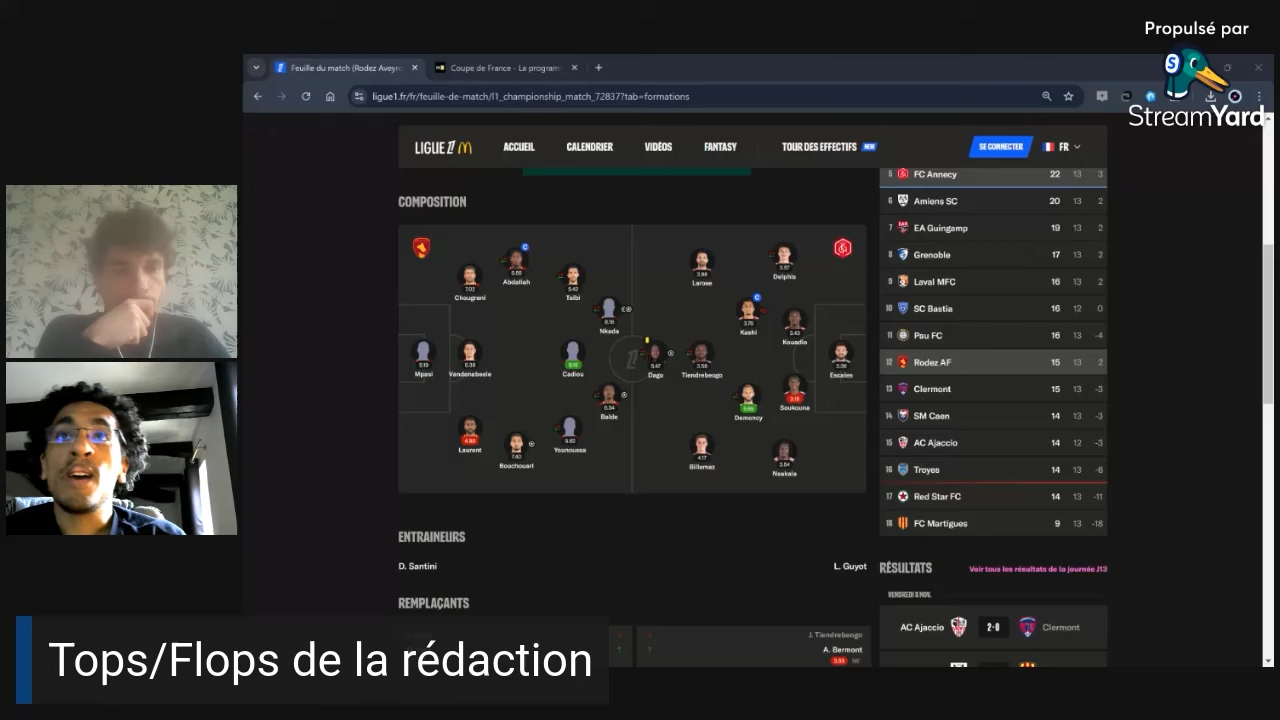 Propulsé par
StreamYard
Feuille du match (Rodez Aveyr
Coupe de France - La program
ligue1.fr/fr/feuille-de-match/l1_championship_match_72837?tab=formations
LIGUE 1
ACCUEIL
CALENDRIER
VIDÉOS
FANTASY
TOUR DES EFFECTIFS NEW
SE CONNECTER
FR
COMPOSITION
Chougrani
Abdallah
Taibi
Nkada
Mpasi
Vandenabeele
Cadiou
Balde
Laurent
Bouchouari
Younoussa
Larose
Delphis
Kashi
Kouadio
Dago
Tiendrebeogo
Escales
Demoncy
Soukouna
Billemaz
Nsakala
5 FC Annecy 22 13 3
6 Amiens SC 20 13 2
7 EA Guingamp 19 13 2
8 Grenoble 17 13 2
9 Laval MFC 16 13 2
10 SC Bastia 16 12 0
11 Pau FC 16 13 -4
12 Rodez AF 15 13 2
13 Clermont 15 13 -3
14 SM Caen 14 13 -3
15 AC Ajaccio 14 12 -3
16 Troyes 14 13 -6
17 Red Star FC 14 13 -11
18 FC Martigues 9 13 -18
ENTRAINEURS
D. Santini
L. Guyot
REMPLAÇANTS
J. Tiendrebeogo
A. Bermont
RÉSULTATS
Voir tous les résultats de la journée J13
VENDREDI 8 NOV.
AC Ajaccio 2-0 Clermont
Tops/Flops de la rédaction